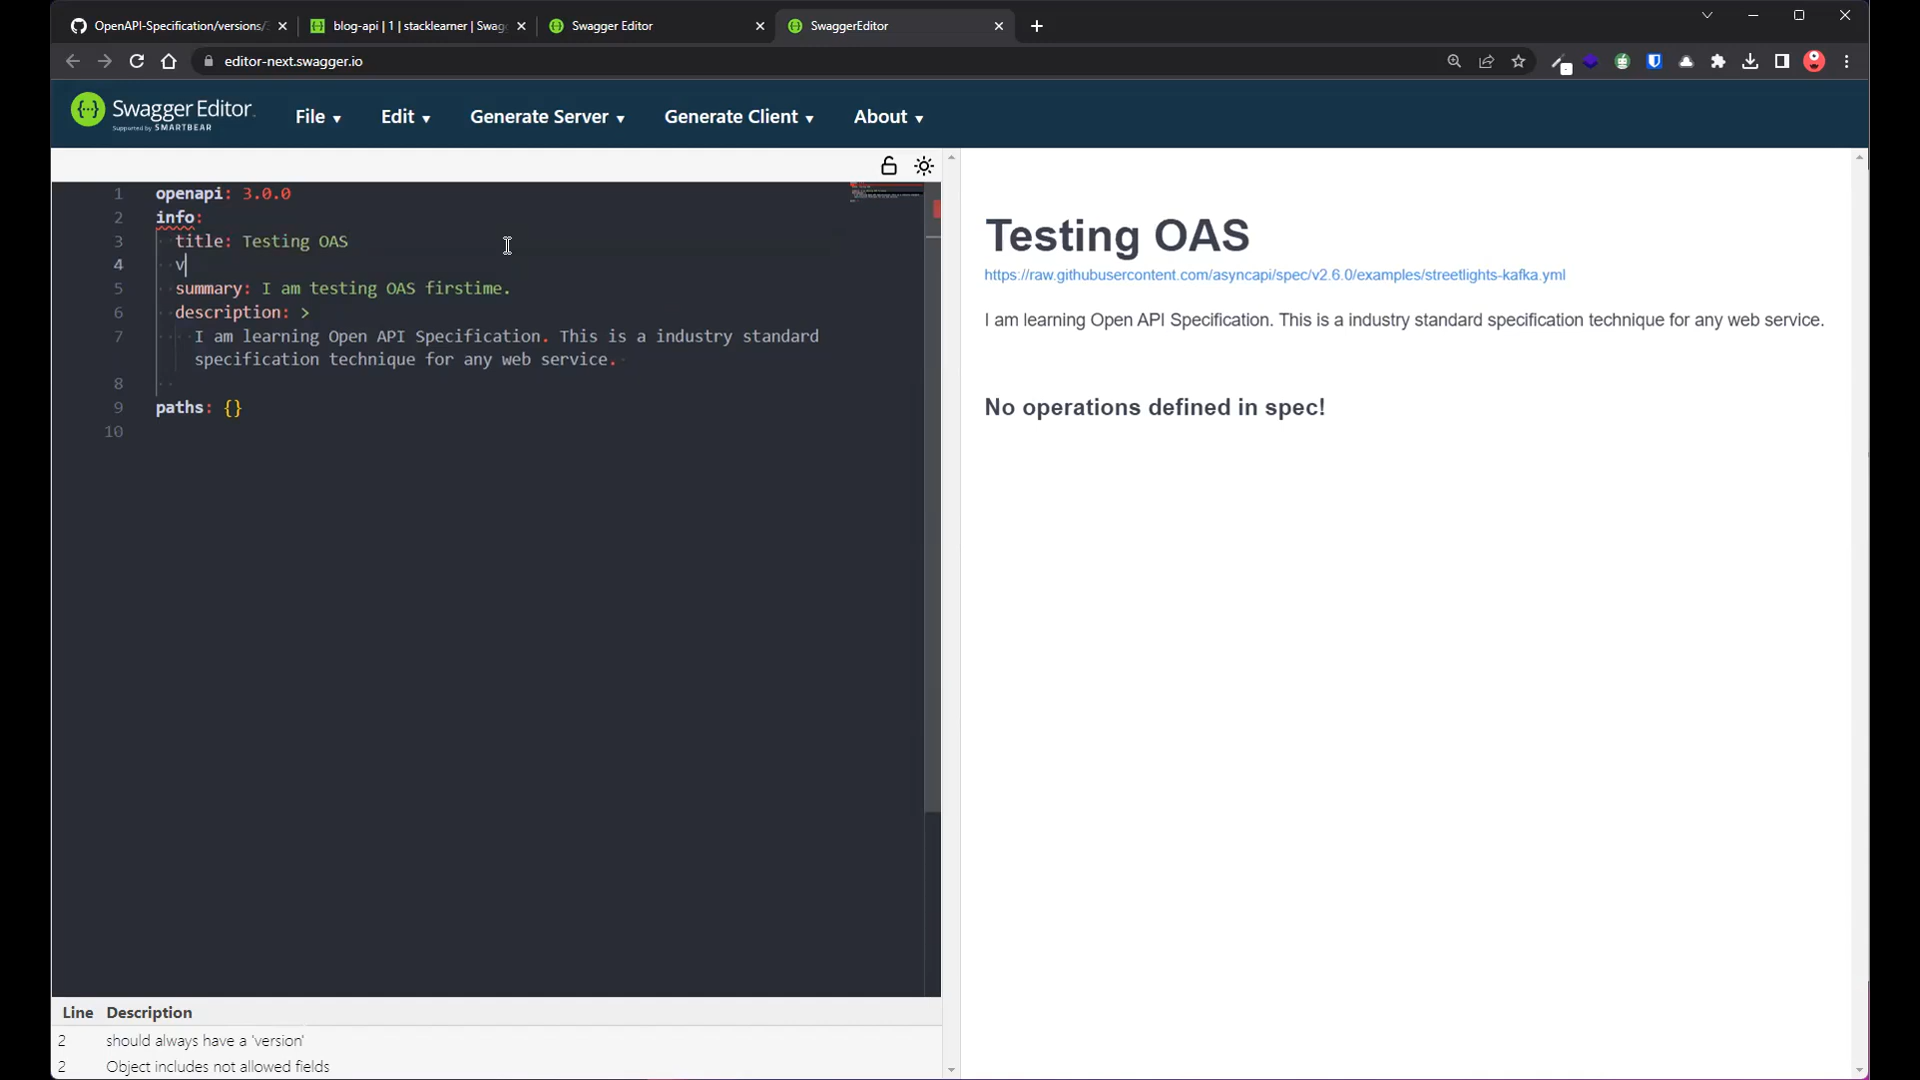 OpenAPI-Specification/versions/
blog-api | 1 | stacklearner | Swag
Swagger Editor
SwaggerEditor
editor-next.swagger.io
Swagger Editor
Supported by SMARTBEAR
File
Edit
Generate Server
Generate Client
About
1 openapi: 3.0.0
2 info:
3 title: Testing OAS
4 v
5 summary: I am testing OAS firstime.
6 description: >
7 I am learning Open API Specification. This is a industry standard
specification technique for any web service.
8
9 paths: {}
10
Testing OAS
https://raw.githubusercontent.com/asyncapi/spec/v2.6.0/examples/streetlights-kafka.yml
I am learning Open API Specification. This is a industry standard specification technique for any web service.
No operations defined in spec!
Line Description
2 should always have a 'version'
2 Object includes not allowed fields